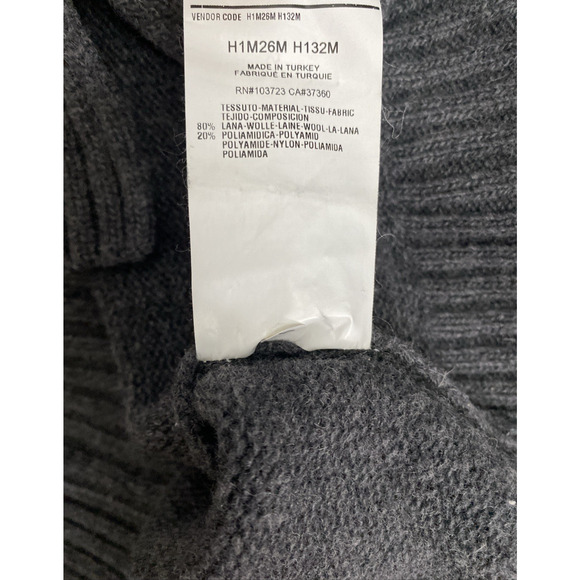 VENDOR CODE H1M26M H132M
H1M26M H132M
MADE IN TURKEY
FABRIQUÉ EN TURQUIE
RN#103723 CA#37360
TESSUTO-MATERIAL-TISSU-FABRIC
TEJIDO-COMPOSICION
80% LANA-WOLLE-LAINE-WOOL-LA-LANA
20% POLIAMIDICA-POLYAMID
POLYAMIDE-NYLON-POLIAMIDA
POLIAMIDA